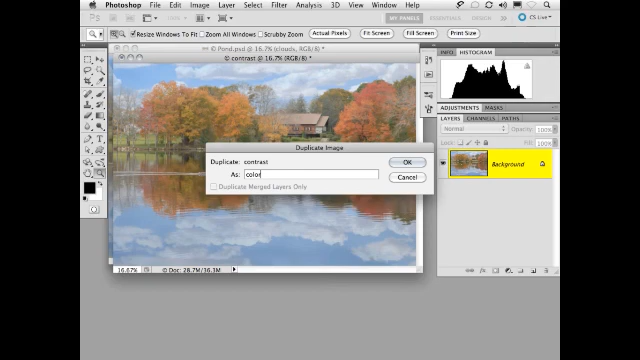 Photoshop File Edit Image Layer Select Filter Analysis 3D View Window Help
Ps 16.7 MY PANELS ESSENTIALS DESIGN CS Live
Resize Windows To Fit Zoom All Windows Scrubby Zoom Actual Pixels Fit Screen Fill Screen Print Size
© Pond.psd @ 16.7% (clouds, RGB/8) *
© contrast @ 16.7% (RGB/8) *
INFO HISTOGRAM
ADJUSTMENTS MASKS
LAYERS CHANNELS PATHS
Normal Opacity: 100%
Lock: Fill: 100%
Background
Duplicate Image
Duplicate: contrast OK
As: color Cancel
Duplicate Merged Layers Only
16.67% Doc: 28.7M/36.3M